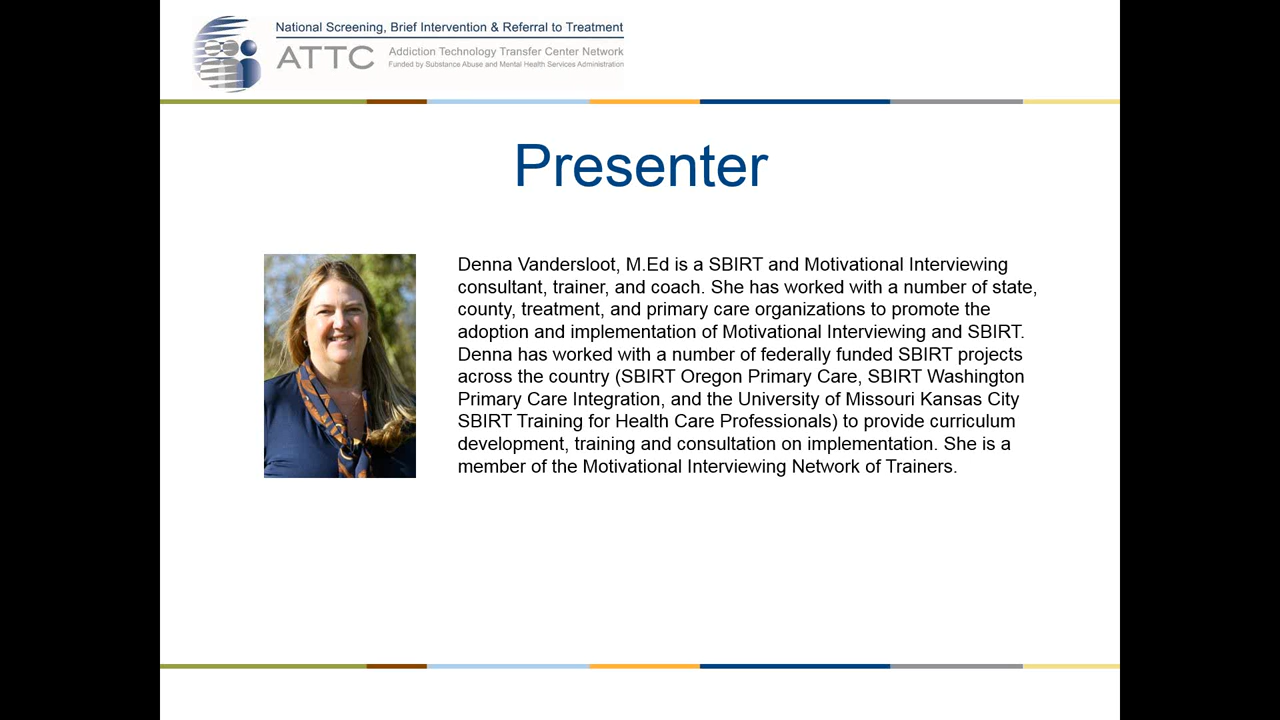 National Screening, Brief Intervention & Referral to Treatment
ATTC
Addiction Technology Transfer Center Network
Funded by Substance Abuse and Mental Health Services Administration
Presenter
Denna Vandersloot, M.Ed is a SBIRT and Motivational Interviewing
consultant, trainer, and coach. She has worked with a number of state,
county, treatment, and primary care organizations to promote the
adoption and implementation of Motivational Interviewing and SBIRT.
Denna has worked with a number of federally funded SBIRT projects
across the country (SBIRT Oregon Primary Care, SBIRT Washington
Primary Care Integration, and the University of Missouri Kansas City
SBIRT Training for Health Care Professionals) to provide curriculum
development, training and consultation on implementation. She is a
member of the Motivational Interviewing Network of Trainers.